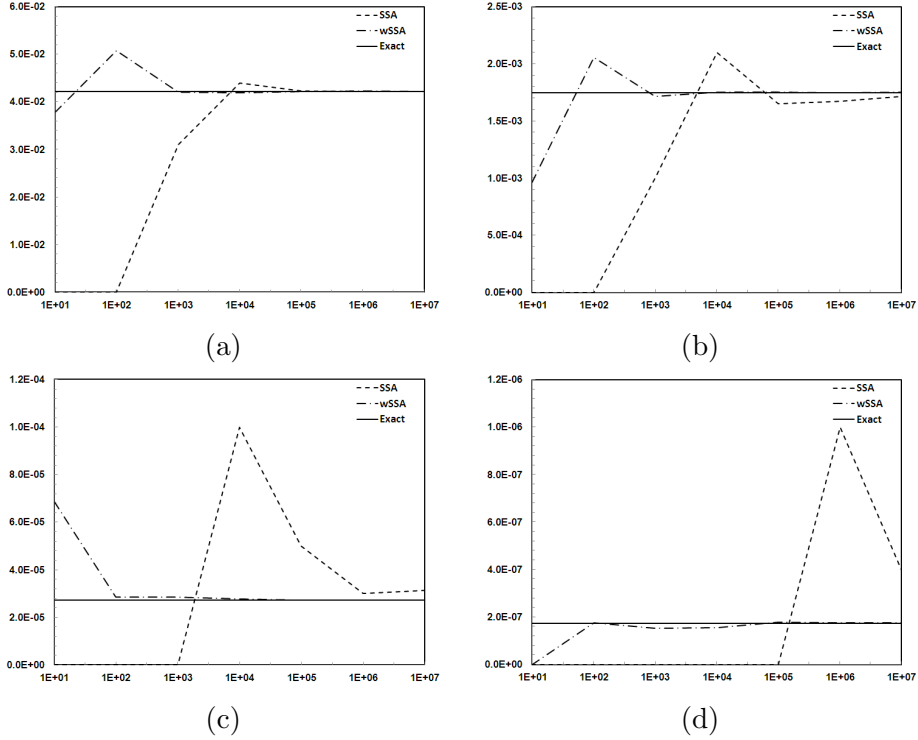 6.0E-02
5.0E-02
4.0E-02
3.0E-02
2.0E-02
1.0E-02
0.0E+00
1E+01 1E+02 1E+03 1E+04 1E+05 1E+06 1E+07
SSA
wSSA
Exact
(a)
2.5E-03
2.0E-03
1.5E-03
1.0E-03
5.0E-04
0.0E+00
1E+01 1E+02 1E+03 1E+04 1E+05 1E+06 1E+07
SSA
wSSA
Exact
(b)
1.2E-04
1.0E-04
8.0E-05
6.0E-05
4.0E-05
2.0E-05
0.0E+00
1E+01 1E+02 1E+03 1E+04 1E+05 1E+06 1E+07
SSA
wSSA
Exact
(c)
1.2E-06
1.0E-06
8.0E-07
6.0E-07
4.0E-07
2.0E-07
0.0E+00
1E+01 1E+02 1E+03 1E+04 1E+05 1E+06 1E+07
SSA
wSSA
Exact
(d)